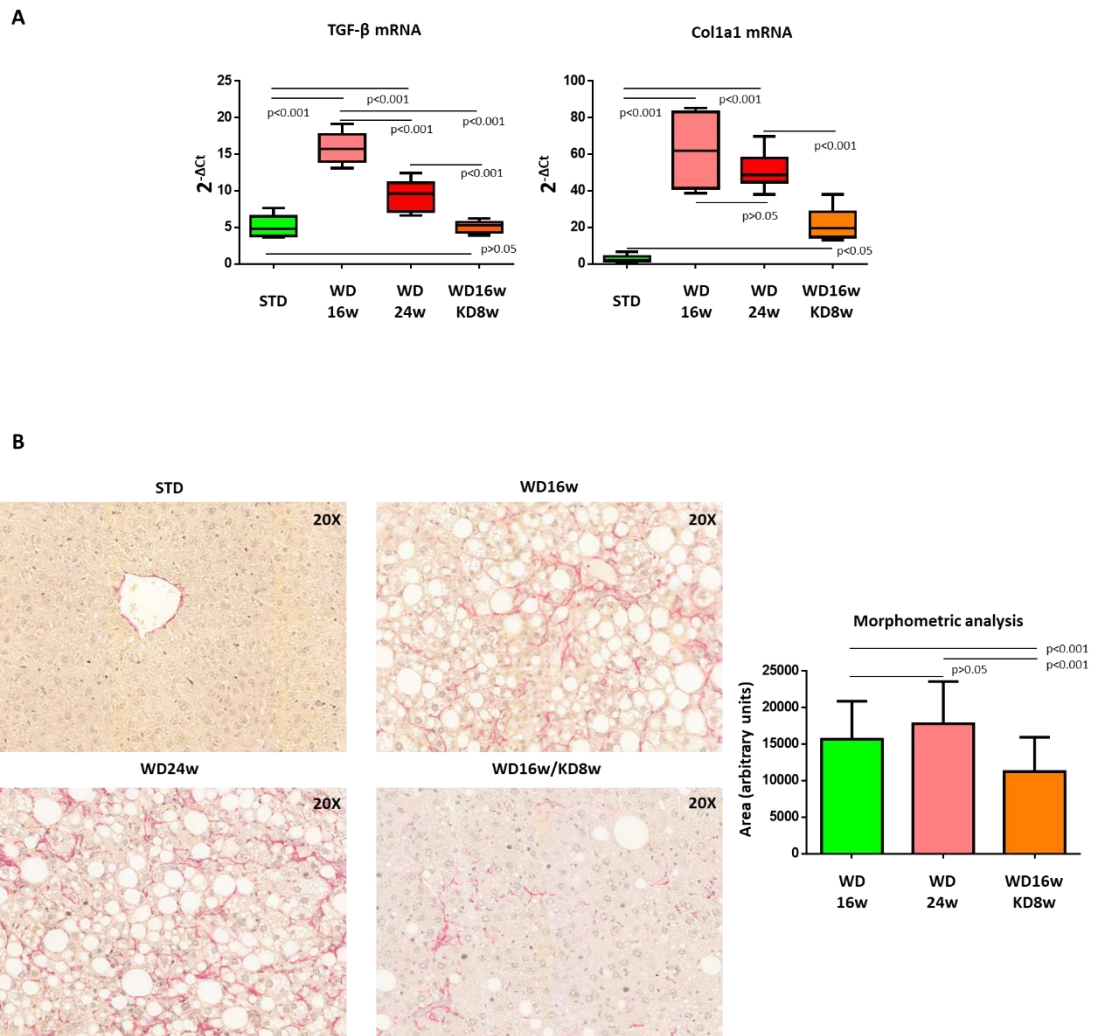 A
TGF-β mRNA
2^-ΔCt
25
20
15
10
5
0
p<0.001
p<0.001
p<0.001
p<0.001
p<0.001
p>0.05
STD
WD
16w
WD
24w
WD16w
KD8w
Col1a1 mRNA
2^-ΔCt
100
80
60
40
20
0
p<0.001
p<0.001
p<0.001
p>0.05
p<0.05
STD
WD
16w
WD
24w
WD16w
KD8w
B
STD
20X
WD16w
20X
WD24w
20X
WD16w/KD8w
20X
Morphometric analysis
Area (arbitrary units)
25000
20000
15000
10000
5000
0
p<0.001
p<0.001
p>0.05
WD
16w
WD
24w
WD16w
KD8w